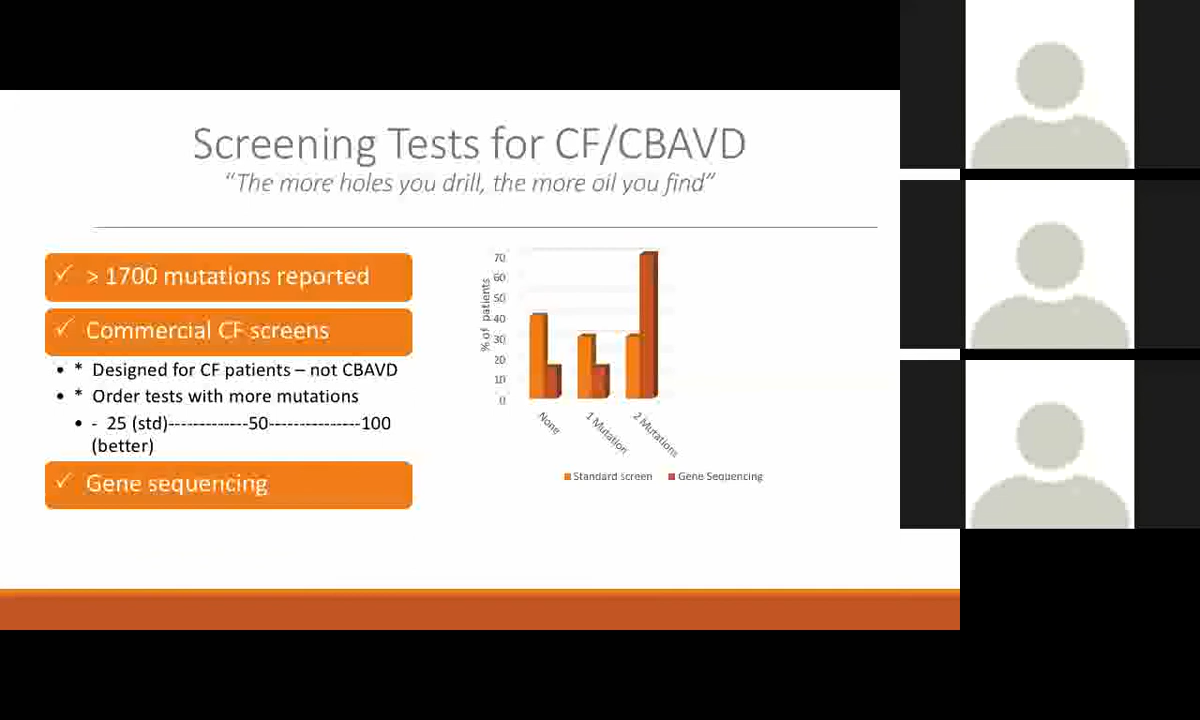 Screening Tests for CF/CBAVD
“The more holes you drill, the more oil you find”
✓ > 1700 mutations reported
✓ Commercial CF screens
• * Designed for CF patients – not CBAVD
• * Order tests with more mutations
• - 25 (std)-------------50---------------100
(better)
✓ Gene sequencing
% of patients
70
60
50
40
30
20
10
0
None
1 Mutation
2 Mutations
Standard screen
Gene Sequencing